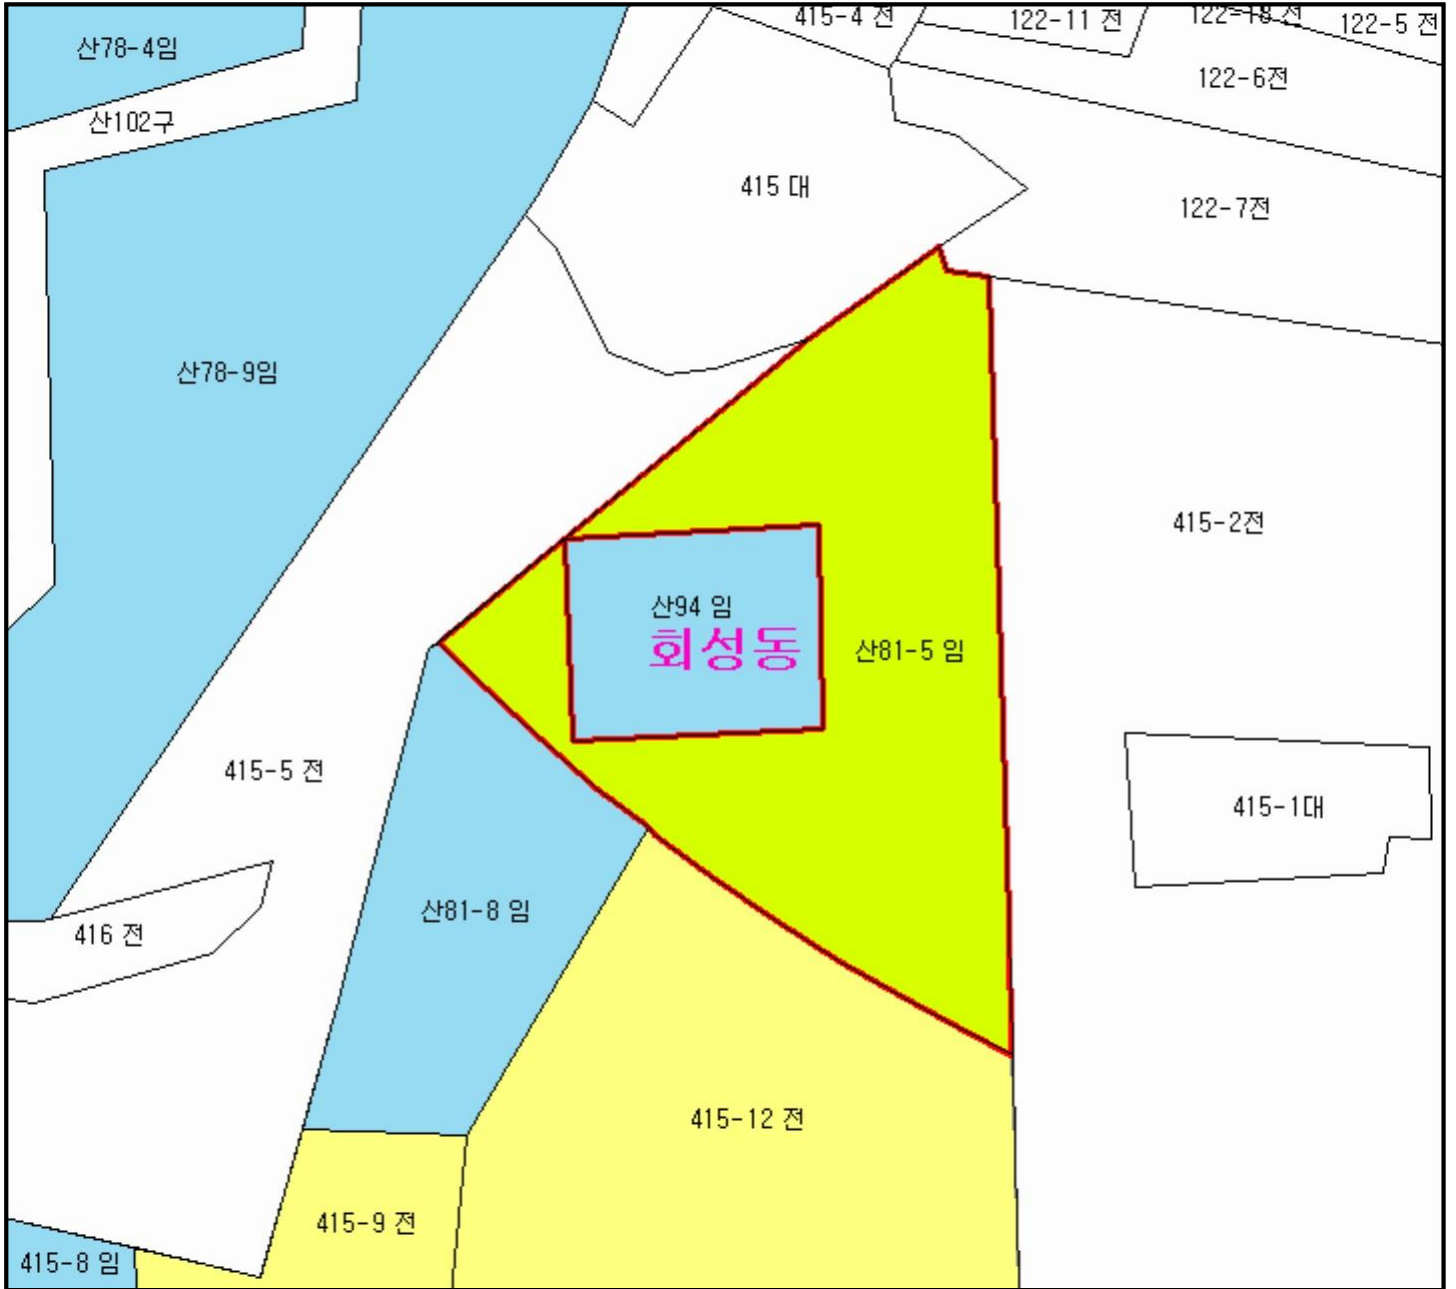 415-4 전
122-11 전
122-18 전
122-5 전
산78-4임
122-6전
산102구
415 대
122-7전
산78-9임
415-2전
산94 임
회성동
산81-5 임
415-5 전
415-1대
산81-8 임
416 전
415-12 전
415-9 전
415-8 임